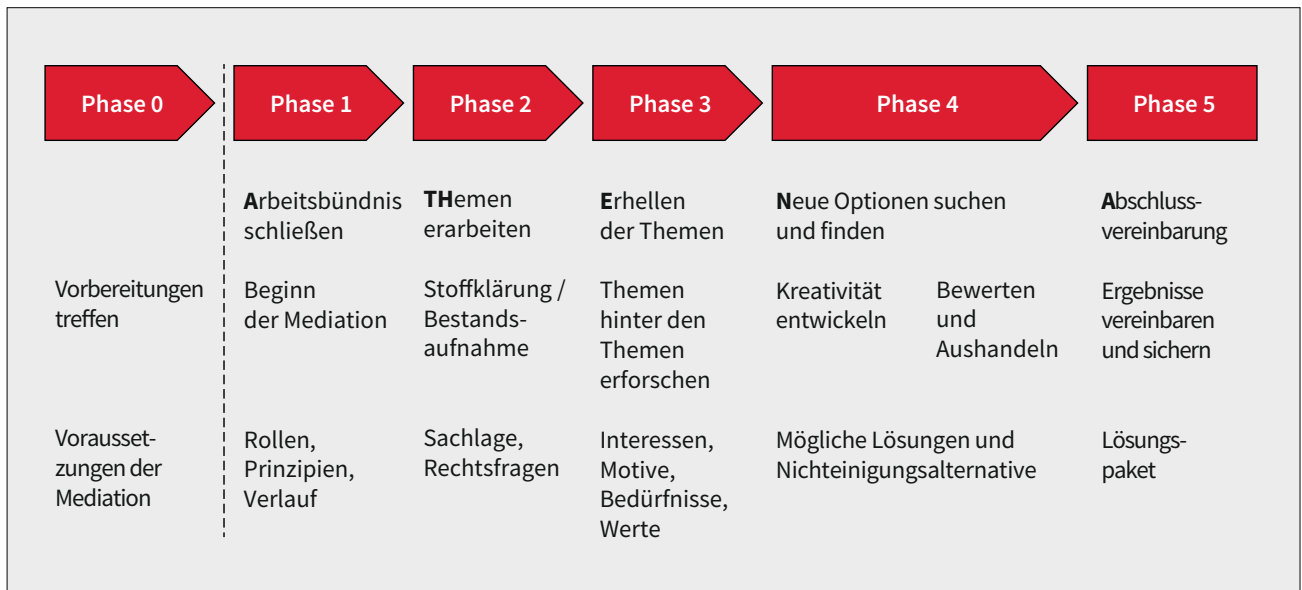 Phase 0
Phase 1
Phase 2
Phase 3
Phase 4
Phase 5
Arbeitsbündnis
schließen
THemen
erarbeiten
Erhellen
der Themen
Neue Optionen suchen
und finden
Abschluss-
vereinbarung
Vorbereitungen
treffen
Beginn
der Mediation
Stoffklärung /
Bestands-
aufnahme
Themen
hinter den
Themen
erforschen
Kreativität
entwickeln
Bewerten
und
Aushandeln
Ergebnisse
vereinbaren
und sichern
Vorausset-
zungen der
Mediation
Rollen,
Prinzipien,
Verlauf
Sachlage,
Rechtsfragen
Interessen,
Motive,
Bedürfnisse,
Werte
Mögliche Lösungen und
Nichteinigungsalternative
Lösungs-
paket